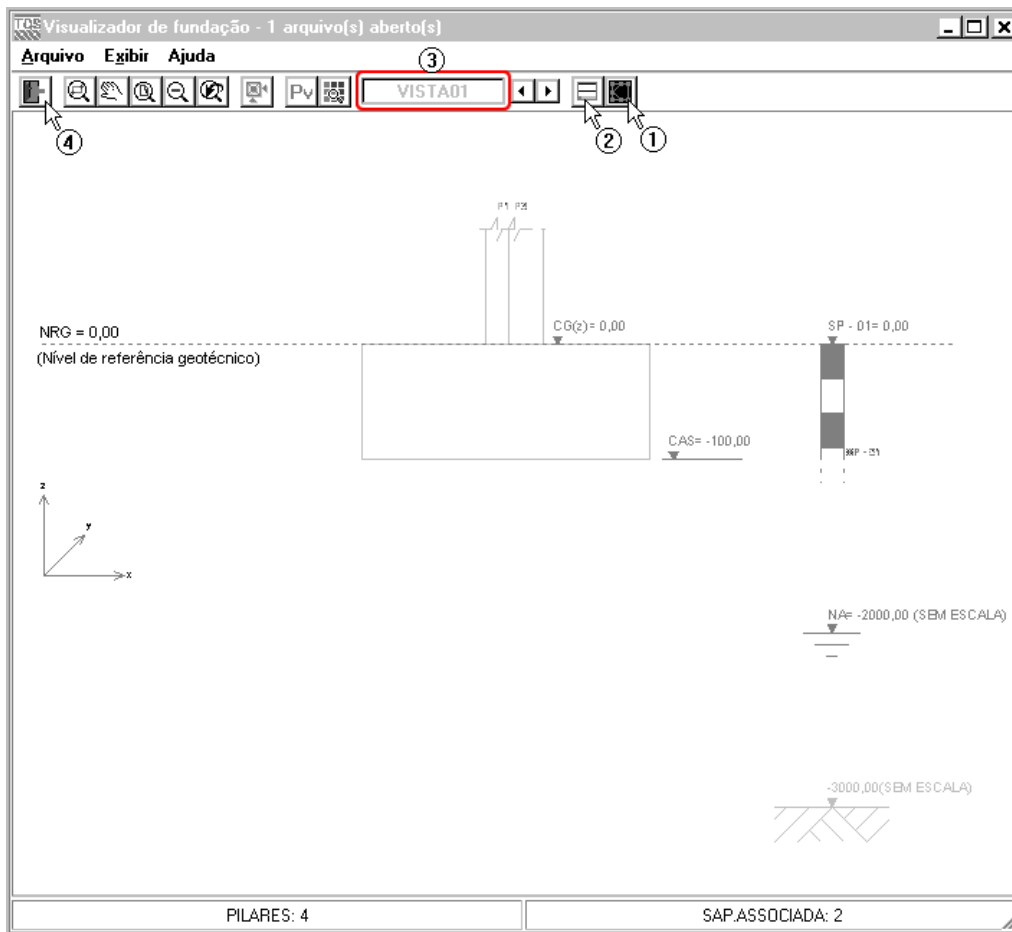 TQS Visualizador de fundação - 1 arquivo(s) aberto(s)
Arquivo Exibir Ajuda
3
Pv VISTA01
4
2
1
P1
NRG = 0,00
CG(z)= 0,00
SP - 01= 0,00
(Nível de referência geotécnico)
CAS= -100,00
z
y
x
NA= -2000,00 (SEM ESCALA)
-3000,00(SEM ESCALA)
PILARES: 4
SAP.ASSOCIADA: 2